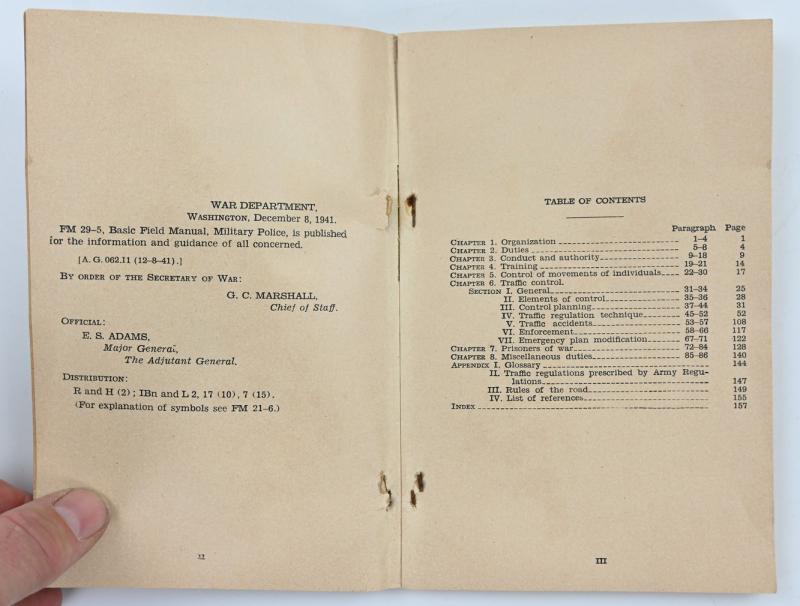 WAR DEPARTMENT,
WASHINGTON, December 8, 1941.
FM 29–5, Basic Field Manual, Military Police, is published
for the information and guidance of all concerned.
[A. G. 062.11 (12–8–41).]
BY ORDER OF THE SECRETARY OF WAR:
G. C. MARSHALL,
Chief of Staff.
OFFICIAL:
E. S. ADAMS,
Major General,
The Adjutant General.
DISTRIBUTION:
R and H (2); IBn and L 2, 17 (10), 7 (15).
(For explanation of symbols see FM 21–6.)
II
TABLE OF CONTENTS
Paragraph Page
CHAPTER 1. Organization 1–4 1
CHAPTER 2. Duties 5–8 4
CHAPTER 3. Conduct and authority 9–18 9
CHAPTER 4. Training 19–21 14
CHAPTER 5. Control of movements of individuals 22–30 17
CHAPTER 6. Traffic control.
SECTION I. General 31–34 25
II. Elements of control 35–36 28
III. Control planning 37–44 31
IV. Traffic regulation technique 45–52 52
V. Traffic accidents 53–57 108
VI. Enforcement 58–66 117
VII. Emergency plan modification 67–71 122
CHAPTER 7. Prisoners of war 72–84 128
CHAPTER 8. Miscellaneous duties 85–86 140
APPENDIX I. Glossary 144
II. Traffic regulations prescribed by Army Regu-
lations 147
III. Rules of the road 149
IV. List of references 155
INDEX 157
III